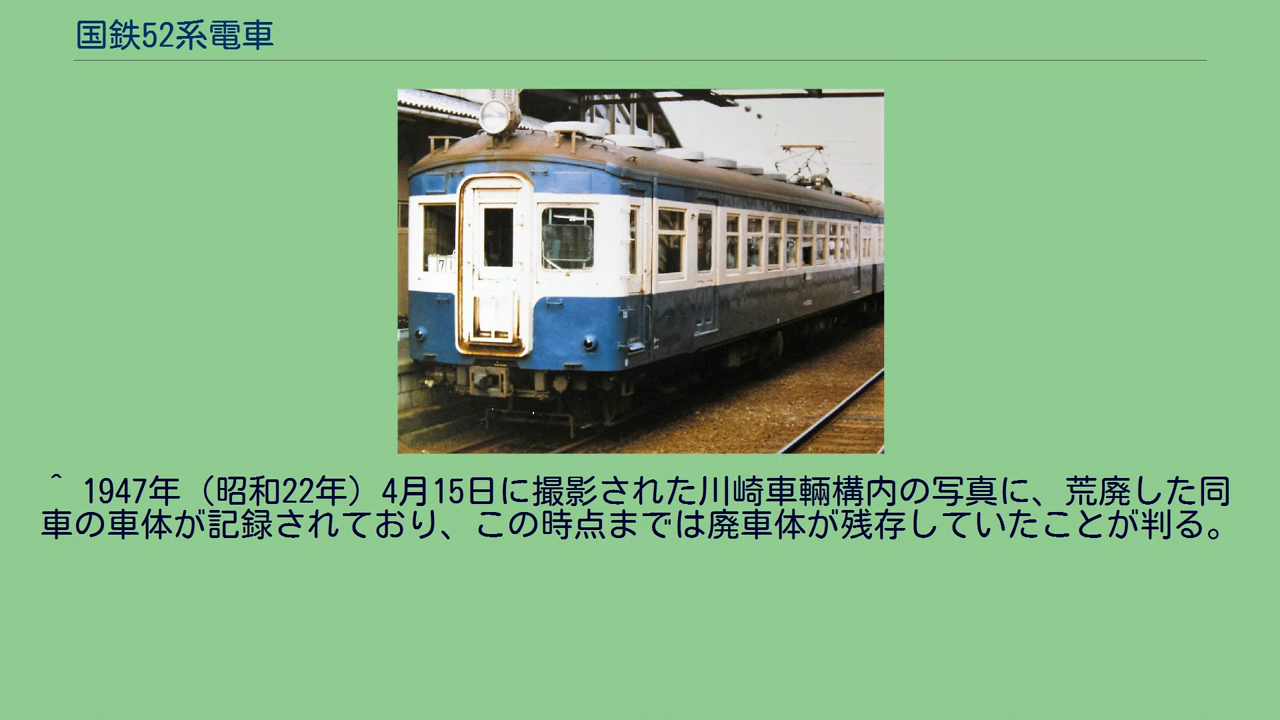 国鉄52系電車
^ 1947年（昭和22年）4月15日に撮影された川崎車輛構内の写真に、荒廃した同
車の車体が記録されており、この時点までは廃車体が残存していたことが判る。